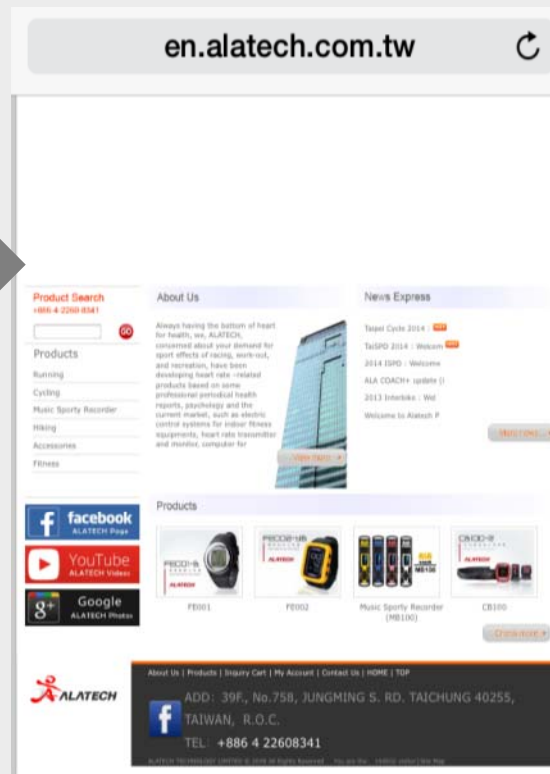 en.alatech.com.tw
Product Search
+886-4-2260-8341
GO
Products
Running
Cycling
Music Sporty Recorder
Hiking
Accessories
Fitness
About Us
Always having the bottom of heart
for health, we, ALATECH,
concerned about your demand for
sport effects of racing, work-out,
and recreation, have been
developing heart rate -related
products based on some
professional periodical health
reports, psychology and the
current market, such as electric
control systems for indoor fitness
equipments, heart rate transmitter
and monitor, computer for
View more
News Express
Taipei Cycle 2014 :
TaiSPO 2014 : Welcom
2014 ISPO : Welcome
ALA COACH+ update (i
2013 Interbike : Wel
Welcome to Alatech P
More news
facebook
ALATECH Page
YouTube
ALATECH Videos
g+ Google
ALATECH Photos
Products
ALATECH
FE001
ALATECH
FE002
MB100
Music Sporty Recorder
(MB100)
ALATECH
CB100
more
ALATECH
About Us | Products | Inquiry Cart | My Account | Contact Us | HOME | TOP
ADD: 39F., No.758, JUNGMING S. RD. TAICHUNG 40255,
TAIWAN, R.O.C.
TEL: +886 4 22608341